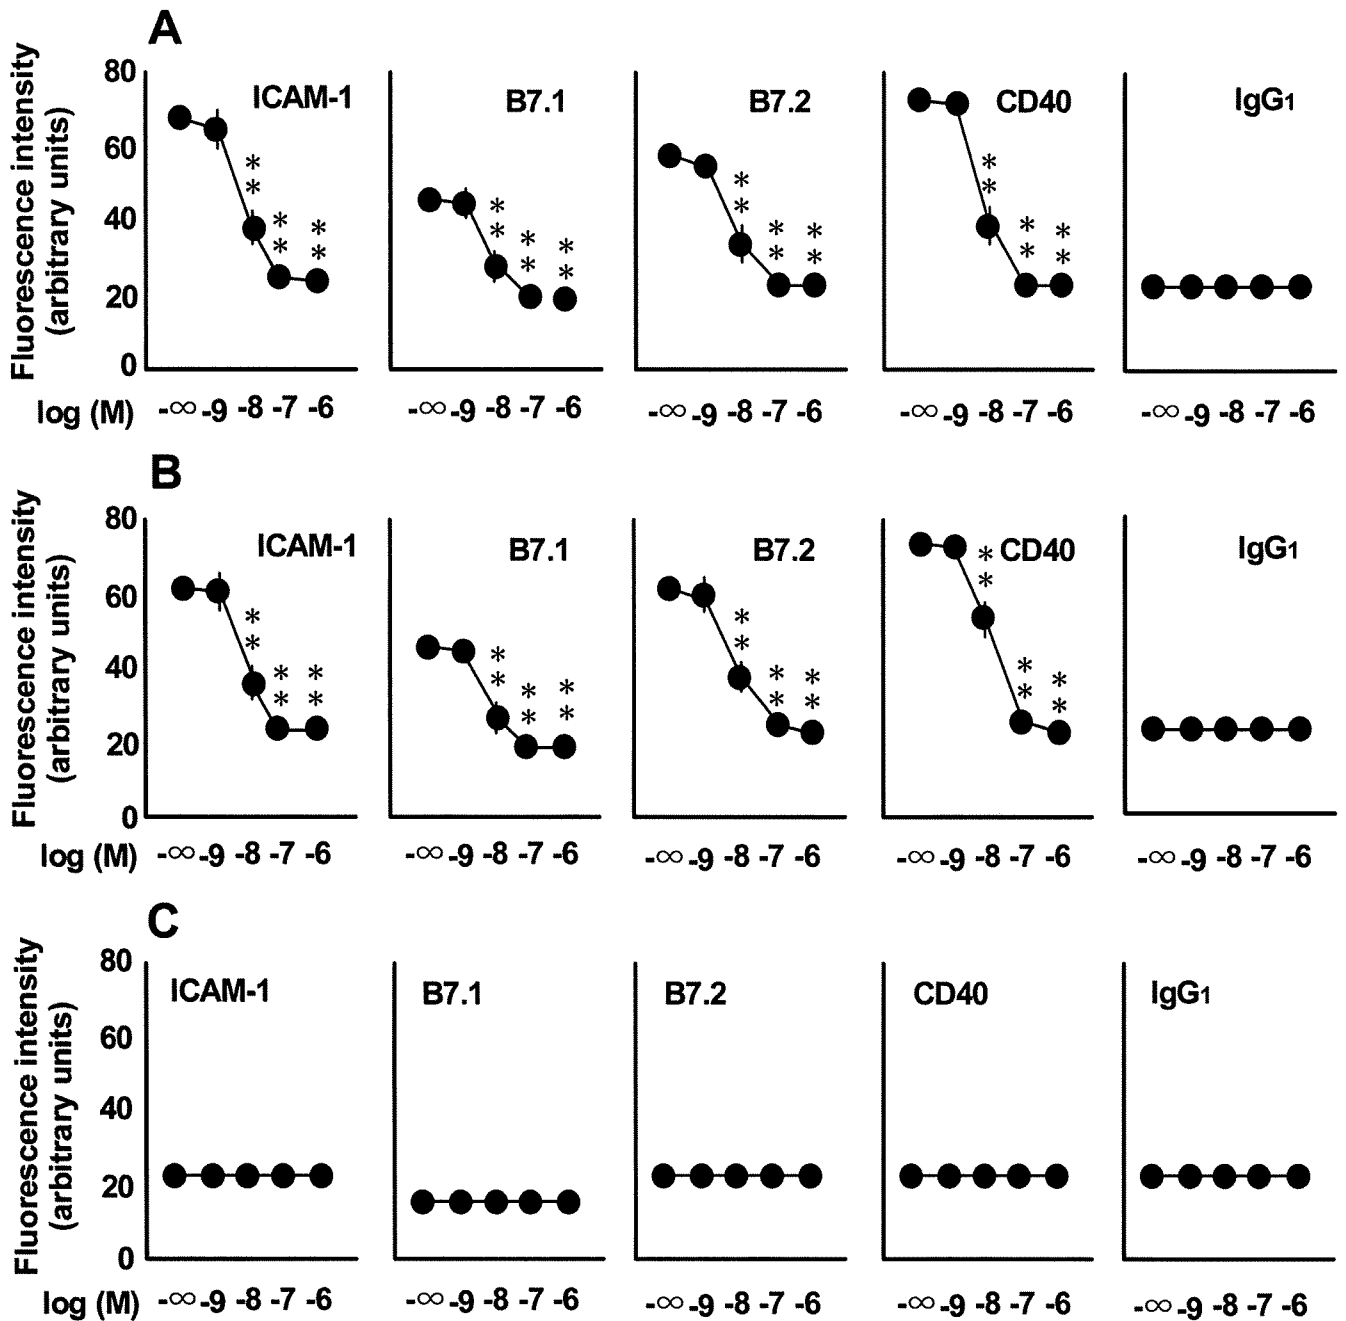 A
Fluorescence intensity
(arbitrary units)
80
60
40
20
0
ICAM-1
**
**
**
B7.1
**
**
**
B7.2
**
**
**
CD40
**
**
**
IgG1
log (M) -∞ -9 -8 -7 -6 -∞ -9 -8 -7 -6 -∞ -9 -8 -7 -6 -∞ -9 -8 -7 -6 -∞ -9 -8 -7 -6
B
Fluorescence intensity
(arbitrary units)
80
60
40
20
0
ICAM-1
**
**
**
B7.1
**
**
**
B7.2
**
**
**
CD40
**
**
**
IgG1
log (M) -∞ -9 -8 -7 -6 -∞ -9 -8 -7 -6 -∞ -9 -8 -7 -6 -∞ -9 -8 -7 -6 -∞ -9 -8 -7 -6
C
Fluorescence intensity
(arbitrary units)
80
60
40
20
0
ICAM-1
B7.1
B7.2
CD40
IgG1
log (M) -∞ -9 -8 -7 -6 -∞ -9 -8 -7 -6 -∞ -9 -8 -7 -6 -∞ -9 -8 -7 -6 -∞ -9 -8 -7 -6